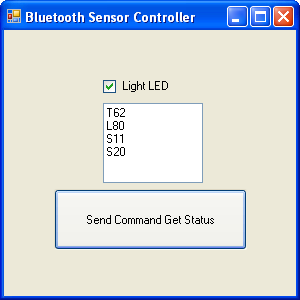 Bluetooth Sensor Controller
Light LED
T62
L80
S11
S20
Send Command Get Status